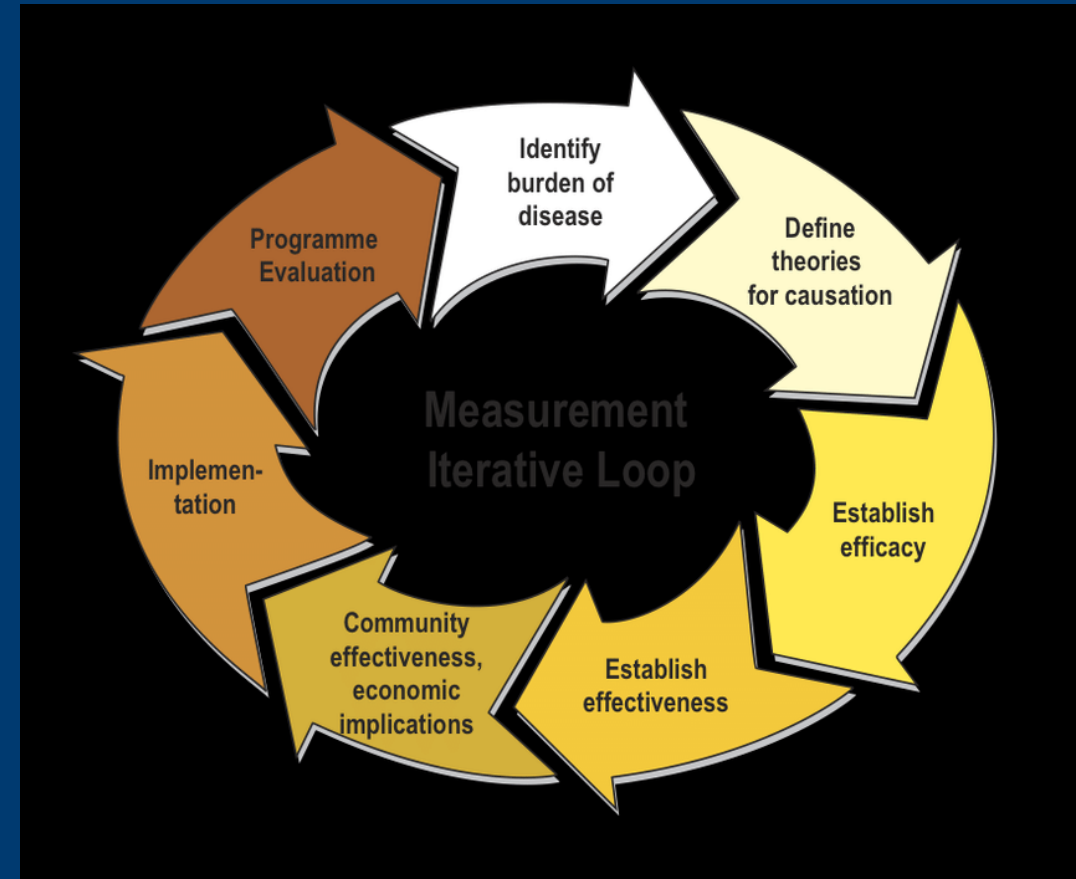 Identify
burden of
disease
Define
theories
for causation
Establish
efficacy
Establish
effectiveness
Community
effectiveness,
economic
implications
Implemen-
tation
Programme
Evaluation
Measurement
Iterative Loop